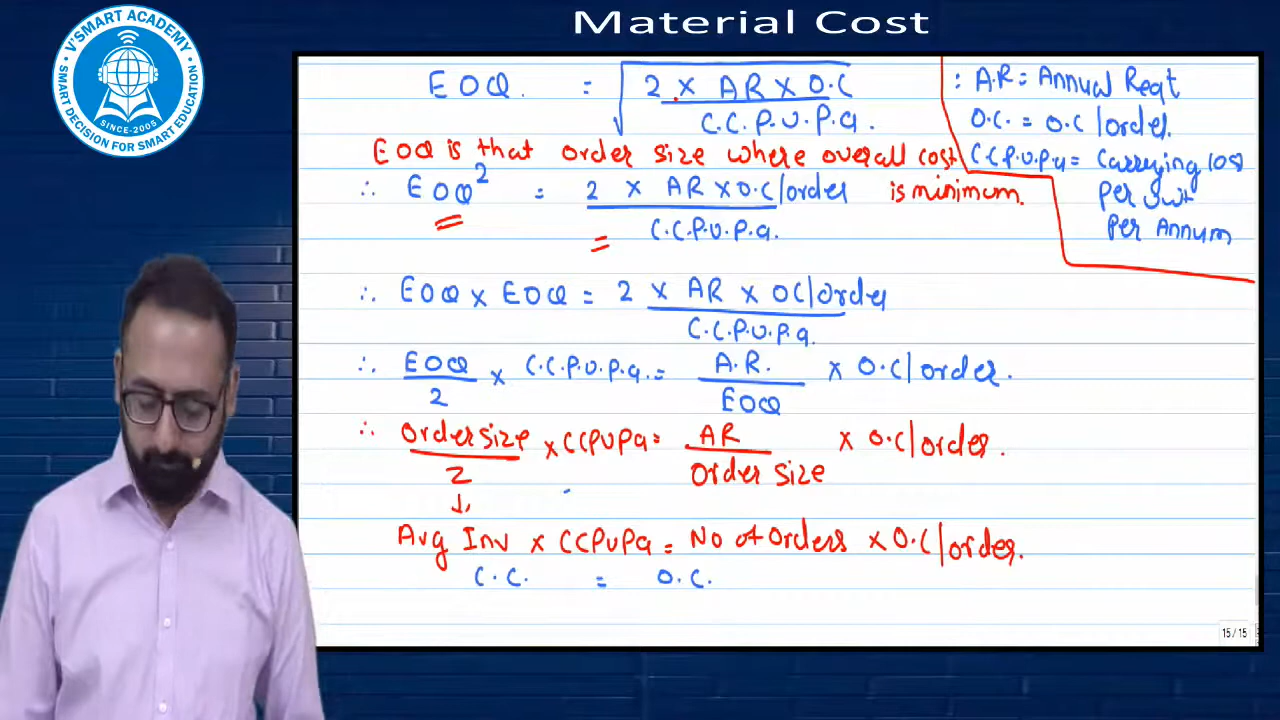 Material Cost
V'SMART ACADEMY
SINCE-2005
SMART DECISION FOR SMART EDUCATION
EOQ. = √ 2 × AR × O.C
C.C.P.U.P.a.
: A.R = Annual Reqt
O.C. = O.C/order.
CCP.U.P.a = Carrying cos
Per Unit
Per Annum
EOQ is that order size where overall cost
is minimum.
∴ EOQ² = 2 × AR × O.C/order
= C.C.P.U.P.a.
∴ EOQ × EOQ = 2 × AR × OC/order
C.C.P.U.P.a.
∴ EOQ × C.C.P.U.P.a. = A.R. × O.C/order.
2 EOQ
∴ Order size × CCPUPa = AR × O.C/order.
2 Order size
↓
Avg Inv × CCPUPa = No of Orders × O.C/order.
C.C. = O.C.
15 / 15